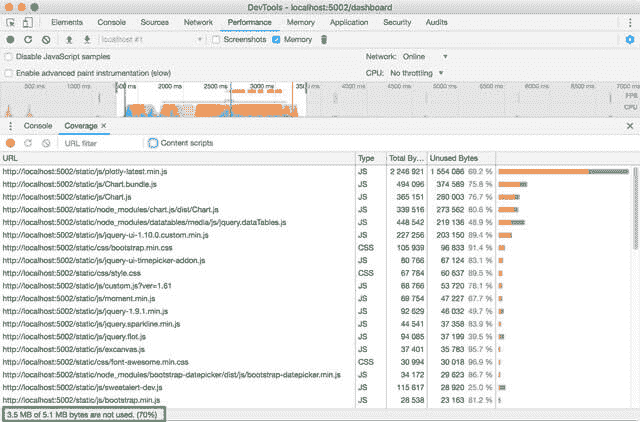 DevTools - localhost:5002/dashboard
Elements Console Sources Network Performance Memory Application Security Audits
localhost #1 Screenshots Memory
Disable JavaScript samples Network: Online
Enable advanced paint instrumentation (slow) CPU: No throttling
500 ms 1000 ms 500 ms 2000 ms 2500 ms 3000 ms 350 4000 ms 4500 ms 5000 ms 5500 ms 6000 ms 6500 ms 7000 ms
FPS
CPU
Console Coverage ×
URL filter Content scripts
URL Type Total By... Unused Bytes
http://localhost:5002/static/js/plotly-latest.min.js JS 2 246 921 1 554 086 69.2 %
http://localhost:5002/static/js/Chart.bundle.js JS 494 096 374 589 75.8 %
http://localhost:5002/static/js/Chart.js JS 365 151 280 003 76.7 %
http://localhost:5002/static/node_modules/chart.js/dist/Chart.js JS 339 516 273 562 80.6 %
http://localhost:5002/static/node_modules/datatables/media/js/jquery.dataTables.js JS 448 542 218 136 48.6 %
http://localhost:5002/static/js/jquery-ui-1.10.0.custom.min.js JS 227 256 203 150 89.4 %
http://localhost:5002/static/css/bootstrap.min.css CSS 105 939 96 833 91.4 %
http://localhost:5002/static/js/jquery-ui-timepicker-addon.js JS 80 766 67 124 83.1 %
http://localhost:5002/static/css/style.css CSS 67 784 60 637 89.5 %
http://localhost:5002/static/js/custom.js?ver=1.61 JS 68 766 53 720 78.1 %
http://localhost:5002/static/js/moment.min.js JS 69 754 47 227 67.7 %
http://localhost:5002/static/js/jquery-1.9.1.min.js JS 92 629 46 032 49.7 %
http://localhost:5002/static/js/jquery.sparkline.min.js JS 44 541 37 358 83.9 %
http://localhost:5002/static/js/jquery.flot.js JS 94 085 37 199 39.5 %
http://localhost:5002/static/js/excanvas.js JS 37 401 35 783 95.7 %
http://localhost:5002/static/css/font-awesome.min.css CSS 30 994 30 018 96.9 %
http://localhost:5002/static/node_modules/bootstrap-datepicker/dist/js/bootstrap-datepicker.min.js JS 34 172 29 623 86.7 %
http://localhost:5002/static/js/sweetalert-dev.js JS 115 617 28 920 25.0 %
http://localhost:5002/static/js/bootstrap.min.js JS 28 538 23 163 81.2 %
3.5 MB of 5.1 MB bytes are not used. (70%)